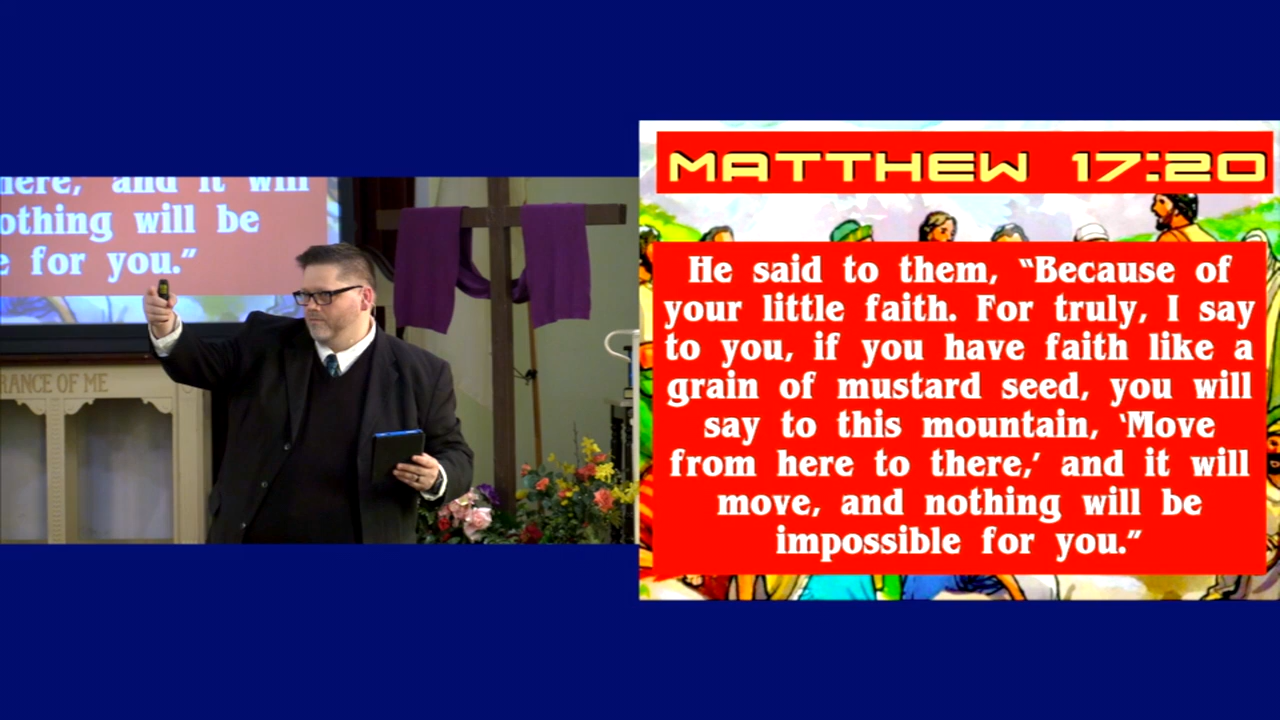 here, and it will
othing will be
e for you.”
RANCE OF ME
MATTHEW 17:20
He said to them, “Because of
your little faith. For truly, I say
to you, if you have faith like a
grain of mustard seed, you will
say to this mountain, ‘Move
from here to there,’ and it will
move, and nothing will be
impossible for you.”